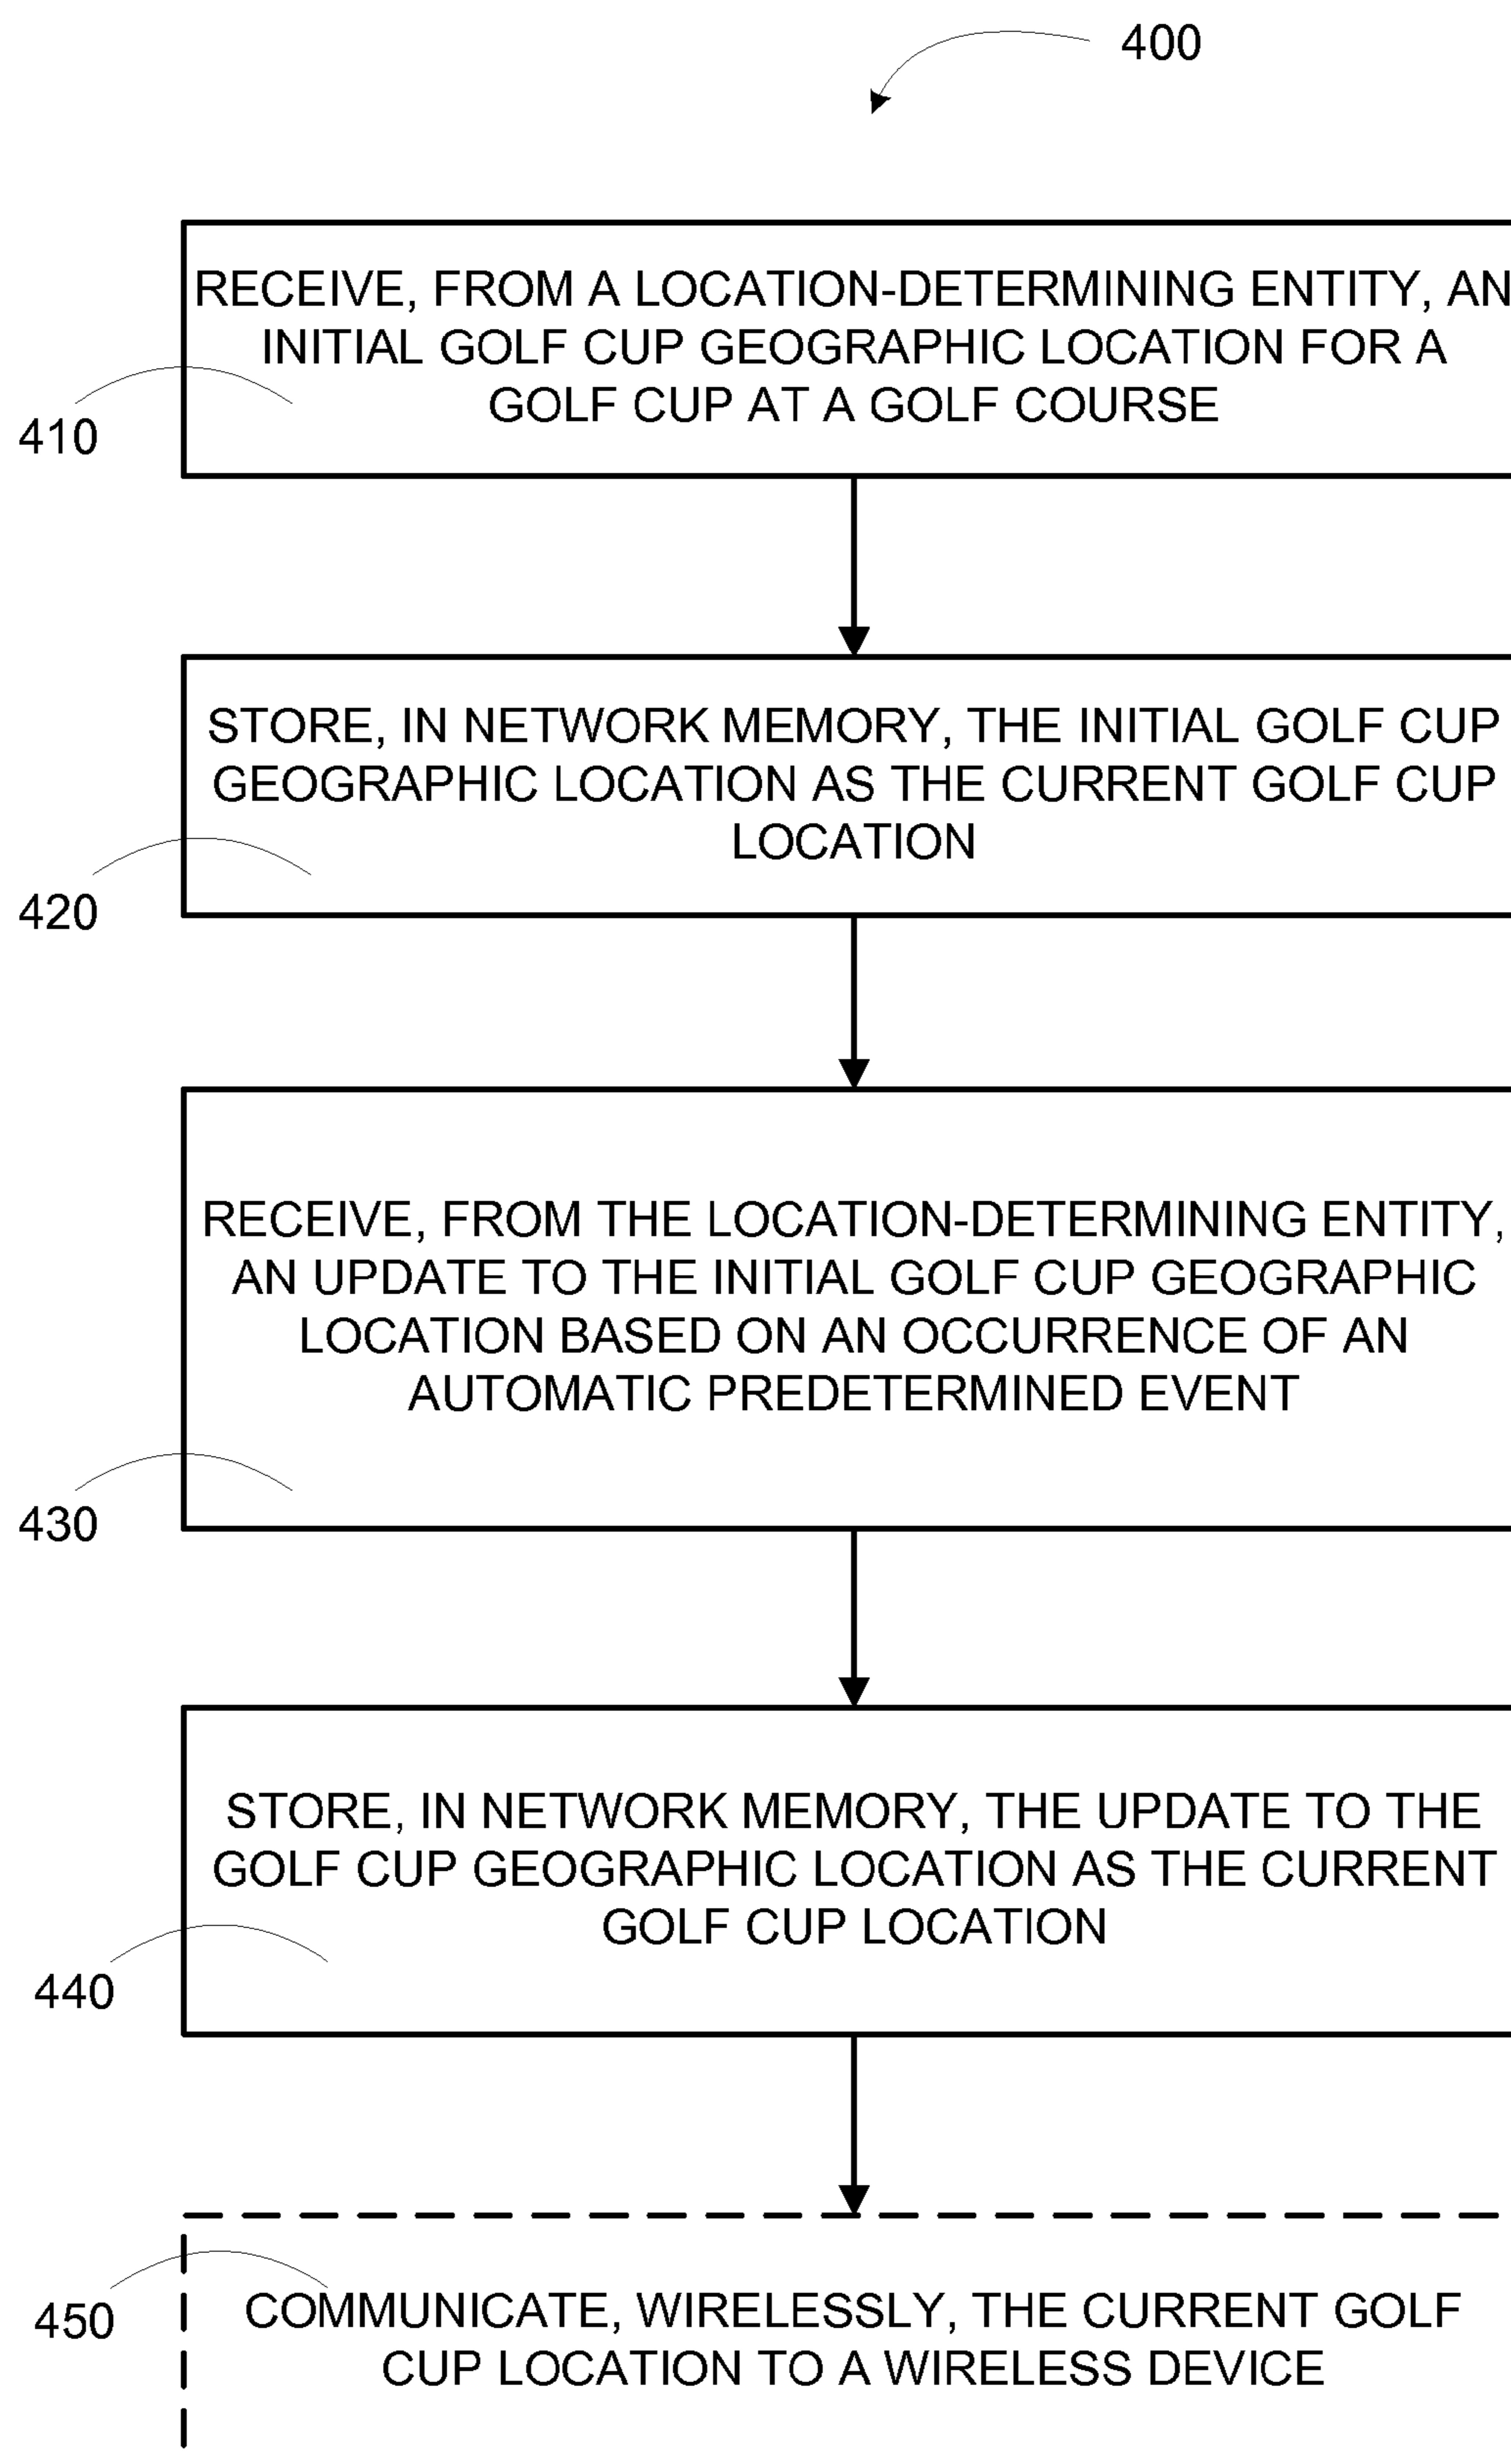 400
RECEIVE, FROM A LOCATION-DETERMINING ENTITY, AN
INITIAL GOLF CUP GEOGRAPHIC LOCATION FOR A
GOLF CUP AT A GOLF COURSE
410
STORE, IN NETWORK MEMORY, THE INITIAL GOLF CUP
GEOGRAPHIC LOCATION AS THE CURRENT GOLF CUP
LOCATION
420
RECEIVE, FROM THE LOCATION-DETERMINING ENTITY,
AN UPDATE TO THE INITIAL GOLF CUP GEOGRAPHIC
LOCATION BASED ON AN OCCURRENCE OF AN
AUTOMATIC PREDETERMINED EVENT
430
STORE, IN NETWORK MEMORY, THE UPDATE TO THE
GOLF CUP GEOGRAPHIC LOCATION AS THE CURRENT
GOLF CUP LOCATION
440
COMMUNICATE, WIRELESSLY, THE CURRENT GOLF
CUP LOCATION TO A WIRELESS DEVICE
450